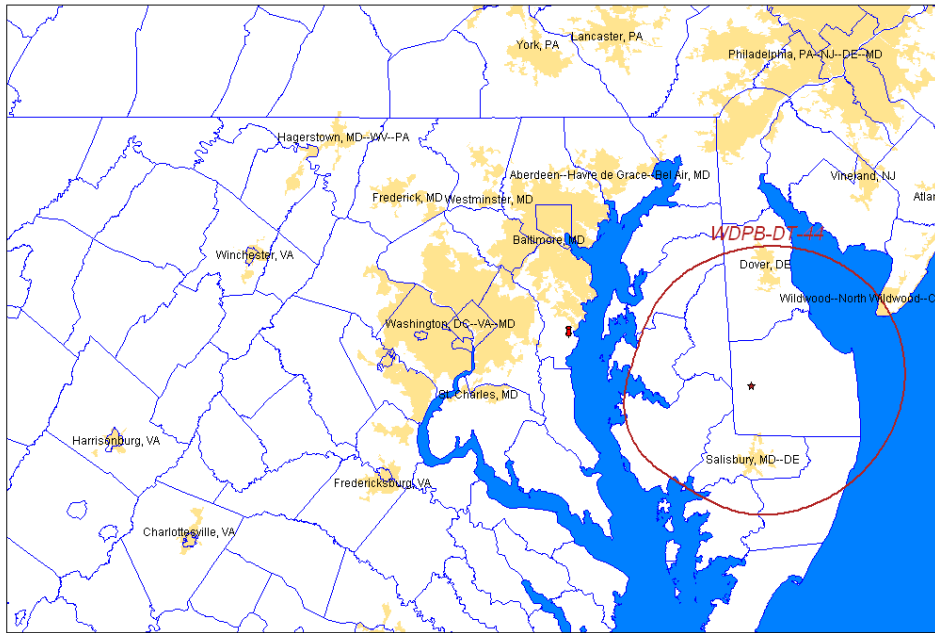 York, PA
Lancaster, PA
Philadelphia, PA--NJ--DE--MD
Hagerstown, MD--WV--PA
Aberdeen--Havre de Grace--Bel Air, MD
Vineland, NJ
Frederick, MD
Westminster, MD
Atlan
WDPB-DT-44
Baltimore, MD
Winchester, VA
Dover, DE
Wildwood--North Wildwood--C
Washington, DC--VA--MD
St. Charles, MD
Harrisonburg, VA
Salisbury, MD--DE
Fredericksburg, VA
Charlottesville, VA